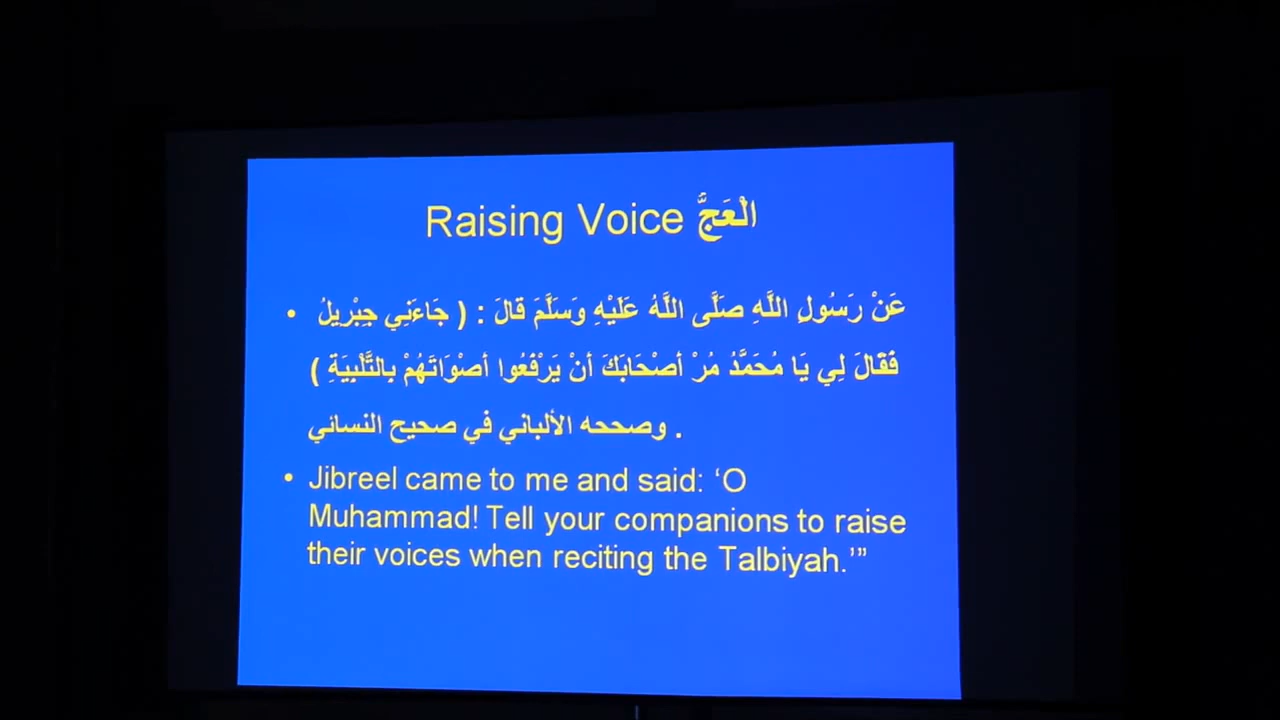 Raising Voice الْعَجَّ
• عَنْ رَسُولِ اللَّهِ صَلَّى اللَّهُ عَلَيْهِ وَسَلَّمَ قَالَ : ( جَاءَنِي جِبْرِيلُ
فَقَالَ لِي يَا مُحَمَّدُ مُرْ أَصْحَابَكَ أَنْ يَرْفَعُوا أَصْوَاتَهُمْ بِالتَّلْبِيَةِ )
. وصححه الألباني في صحيح النسائي
• Jibreel came to me and said: ‘O
Muhammad! Tell your companions to raise
their voices when reciting the Talbiyah.’”